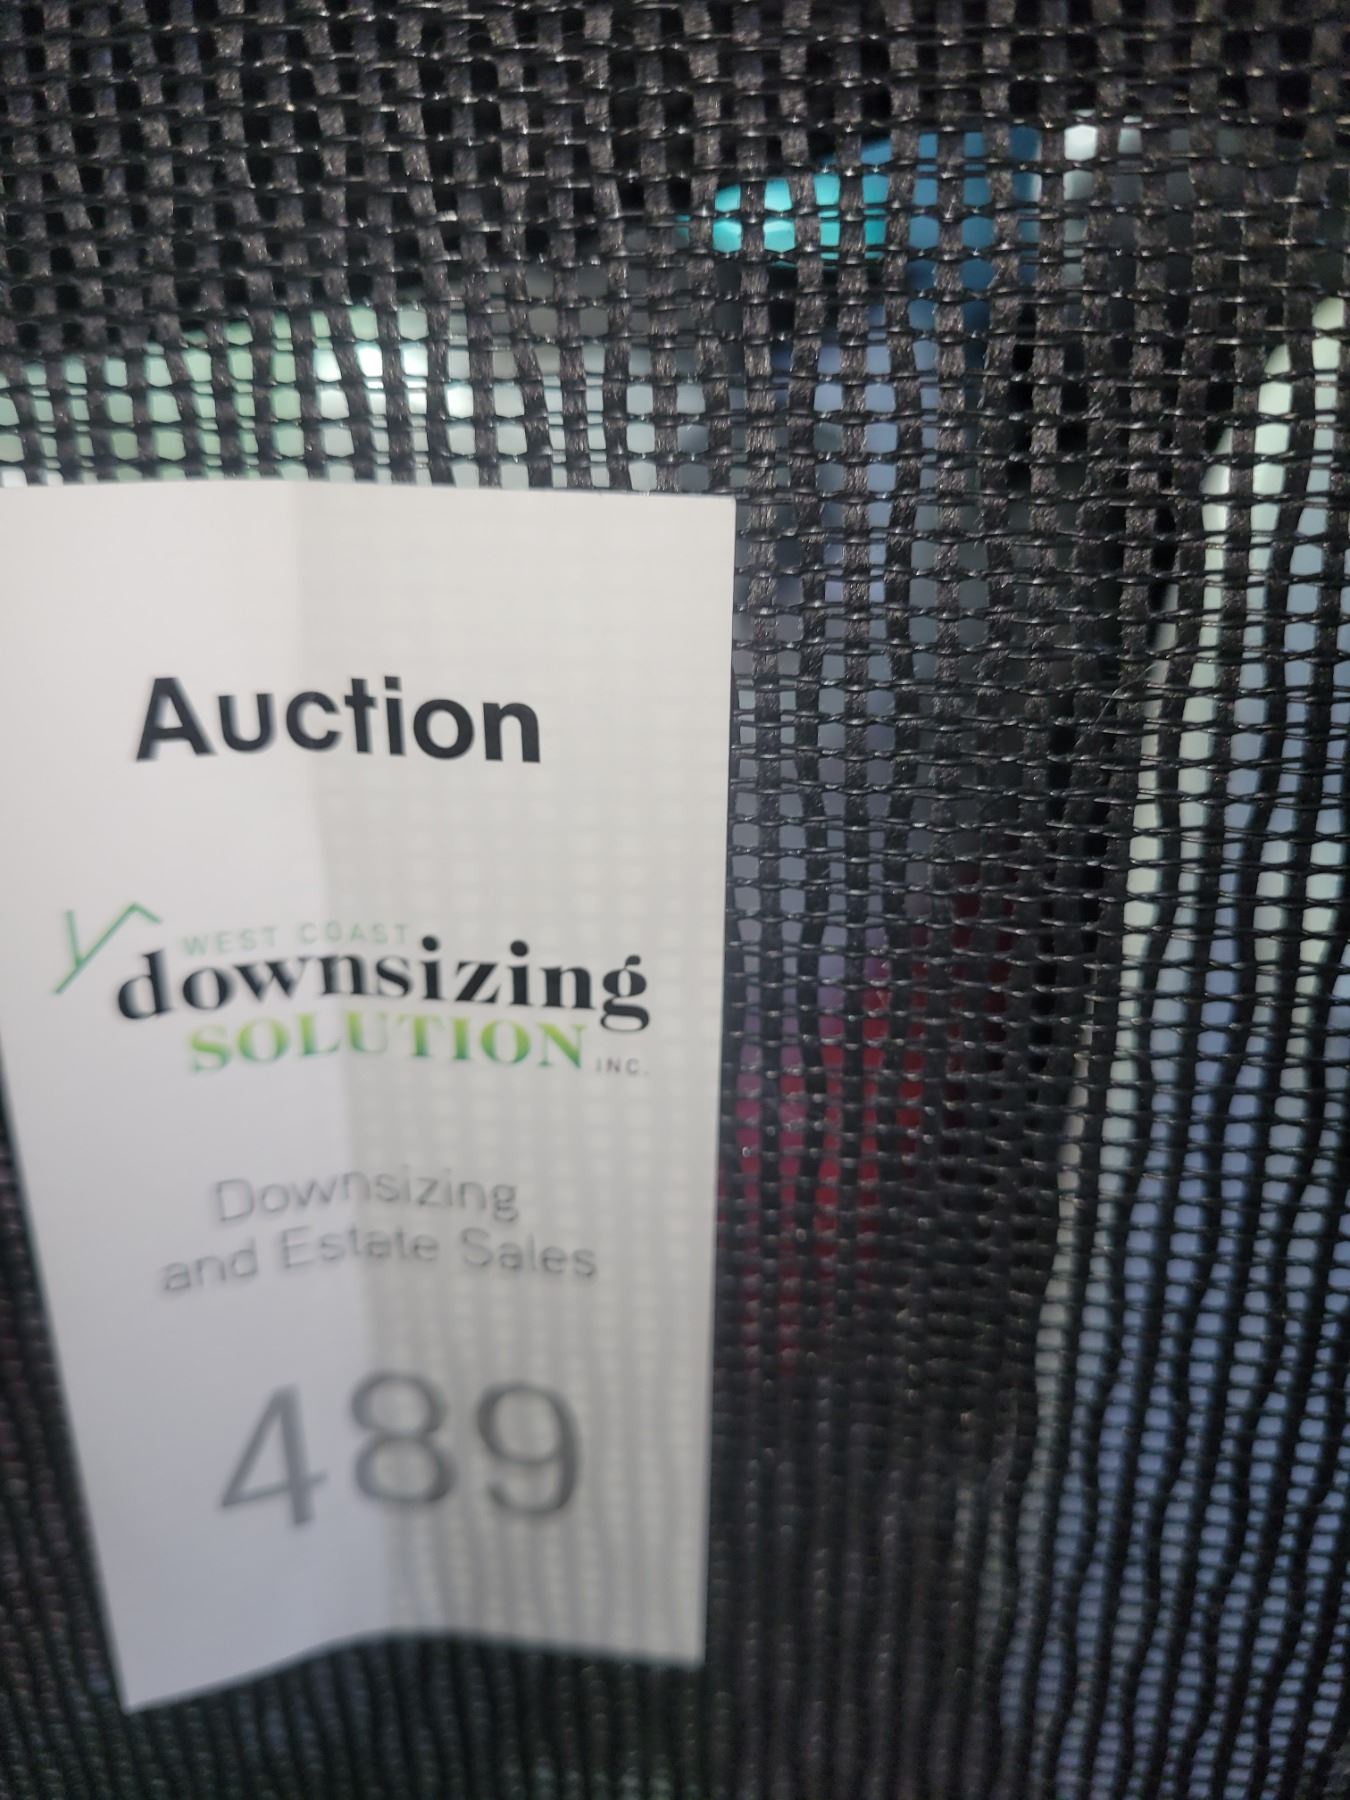 Auction
WEST COAST
downsizing
SOLUTION INC.
Downsizing
and Estate Sales
489